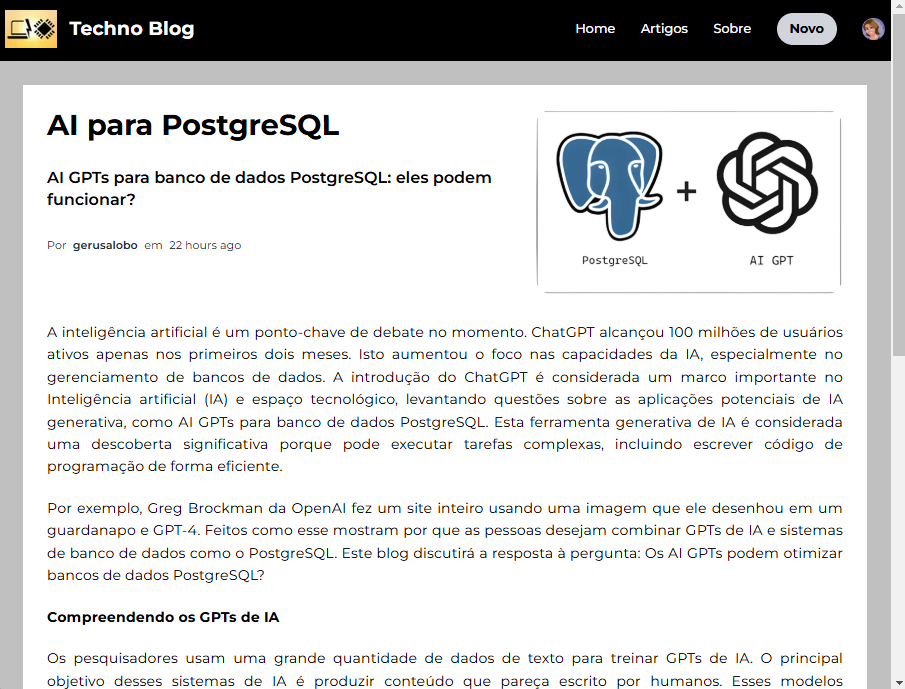 Techno Blog
Home
Artigos
Sobre
Novo
AI para PostgreSQL
AI GPTs para banco de dados PostgreSQL: eles podem
funcionar?
Por gerusalobo em 22 hours ago
PostgreSQL
+
AI GPT
A inteligência artificial é um ponto-chave de debate no momento. ChatGPT alcançou 100 milhões de usuários
ativos apenas nos primeiros dois meses. Isto aumentou o foco nas capacidades da IA, especialmente no
gerenciamento de bancos de dados. A introdução do ChatGPT é considerada um marco importante no
Inteligência artificial (IA) e espaço tecnológico, levantando questões sobre as aplicações potenciais de IA
generativa, como AI GPTs para banco de dados PostgreSQL. Esta ferramenta generativa de IA é considerada
uma descoberta significativa porque pode executar tarefas complexas, incluindo escrever código de
programação de forma eficiente.
Por exemplo, Greg Brockman da OpenAI fez um site inteiro usando uma imagem que ele desenhou em um
guardanapo e GPT-4. Feitos como esse mostram por que as pessoas desejam combinar GPTs de IA e sistemas
de banco de dados como o PostgreSQL. Este blog discutirá a resposta à pergunta: Os AI GPTs podem otimizar
bancos de dados PostgreSQL?
Compreendendo os GPTs de IA
Os pesquisadores usam uma grande quantidade de dados de texto para treinar GPTs de IA. O principal
objetivo desses sistemas de IA é produzir conteúdo que pareça escrito por humanos. Esses modelos